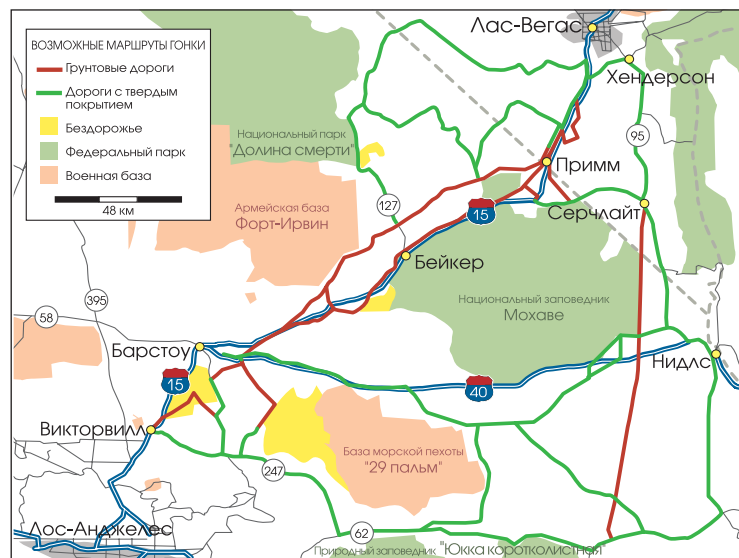 ВОЗМОЖНЫЕ МАРШРУТЫ ГОНКИ
Грунтовые дороги
Дороги с твердым
покрытием
Бездорожье
Федеральный парк
Военная база
48 км
Лас-Вегас
Хендерсон
95
Национальный парк
"Долина смерти"
Примм
127
15
Серчлайт
Армейская база
Форт-Ирвин
Бейкер
395
58
Национальный заповедник
Мохаве
Барстоу
Нидлс
15
40
Викторвилл
База морской пехоты
"29 пальм"
247
62
Лос-Анджелес
Природный заповедник "Юкка коротколистная"